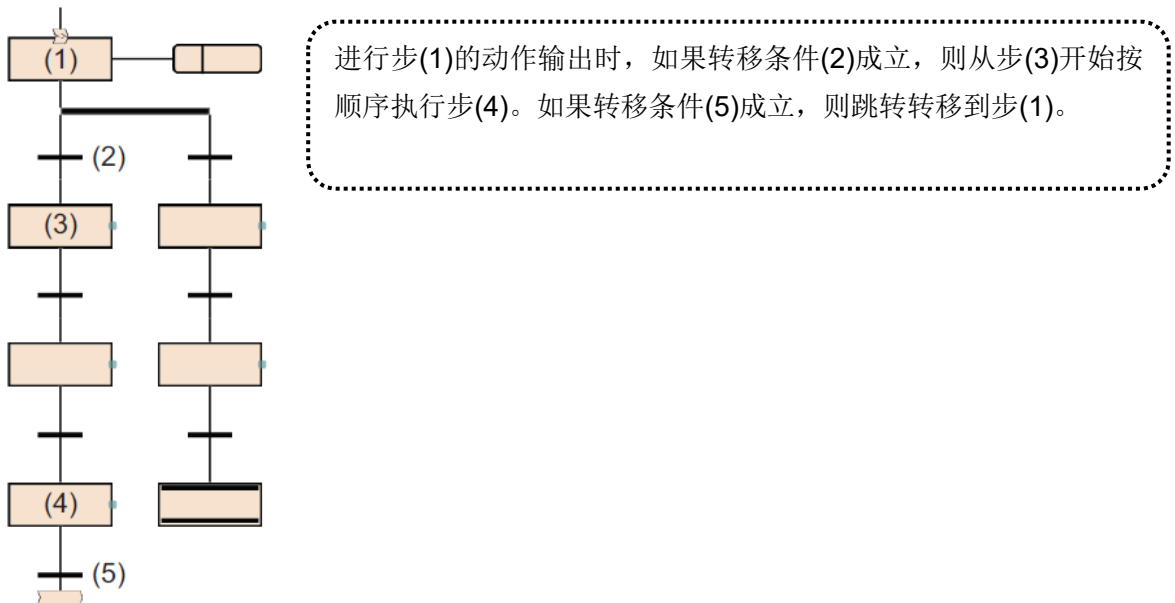 (1)
进行步(1)的动作输出时，如果转移条件(2)成立，则从步(3)开始按
顺序执行步(4)。如果转移条件(5)成立，则跳转转移到步(1)。
(2)
(3)
(4)
(5)